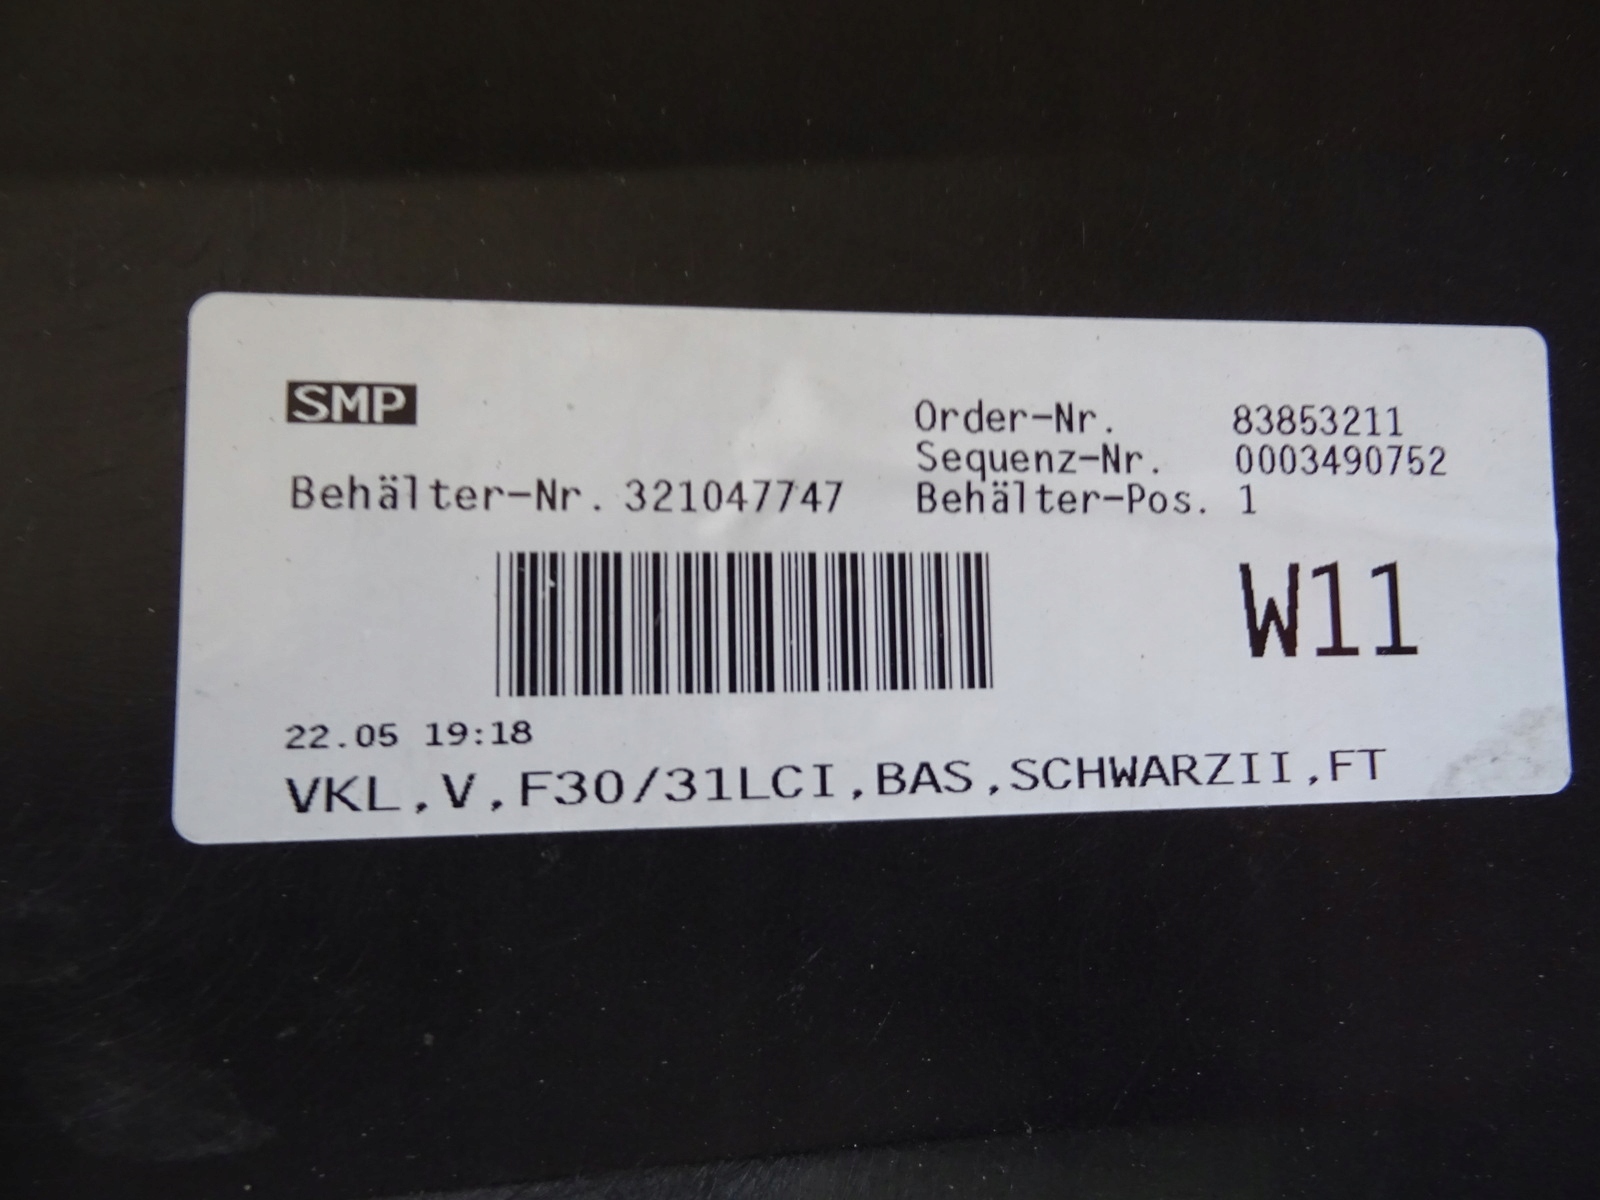 SMP
Order-Nr. 83853211
Sequenz-Nr. 0003490752
Behälter-Nr. 321047747 Behälter-Pos. 1
W11
22.05 19:18
VKL,V,F30/31LCI,BAS,SCHWARZII,FT